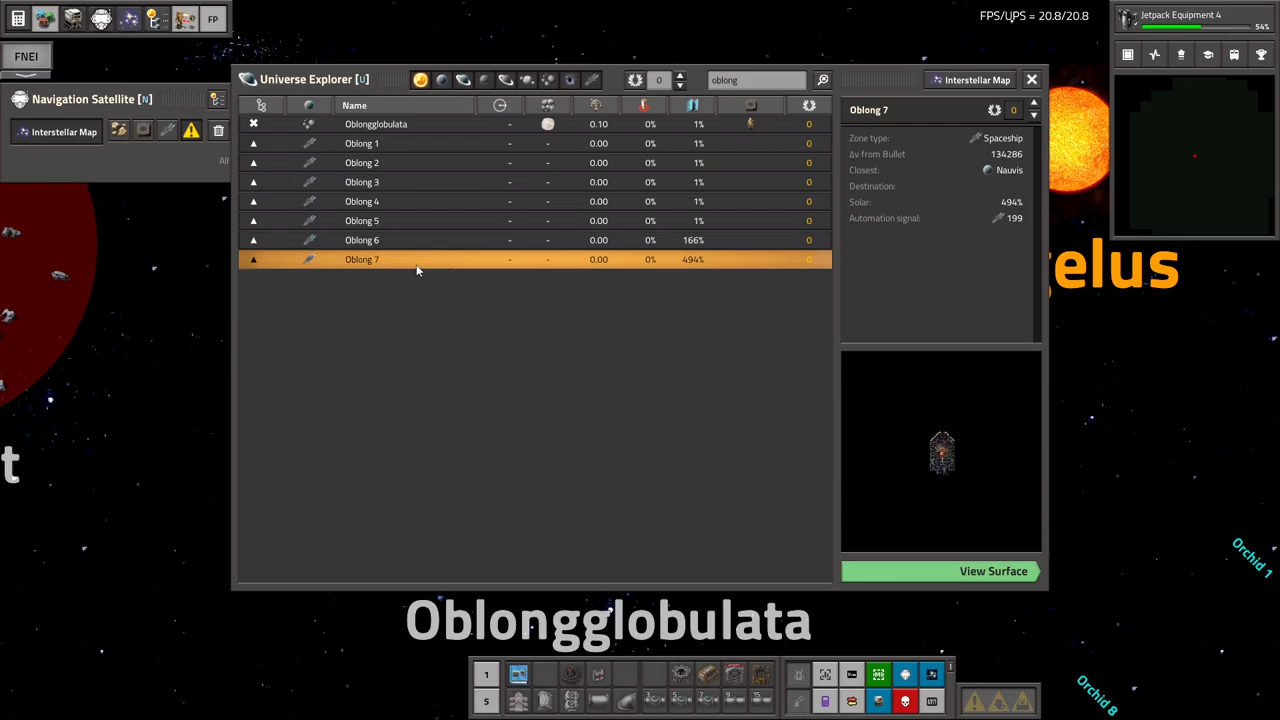 FP
FPS/UPS = 20.8/20.8
Jetpack Equipment 4
54%
FNEI
Universe Explorer [U]
0
oblong
Interstellar Map
Navigation Satellite [N]
Interstellar Map
All
Name
Oblongglobulata - 0.10 0% 1% 0
Oblong 1 - - 0.00 0% 1% 0
Oblong 2 - - 0.00 0% 1% 0
Oblong 3 - - 0.00 0% 1% 0
Oblong 4 - - 0.00 0% 1% 0
Oblong 5 - - 0.00 0% 1% 0
Oblong 6 - - 0.00 0% 166% 0
Oblong 7 - - 0.00 0% 494% 0
Oblong 7
0
Zone type: Spaceship
Δv from Bullet 134286
Closest: Nauvis
Destination:
Solar: 494%
Automation signal: 199
View Surface
gelus
t
Oblongglobulata
Orchid 1
Orchid 8
1
5